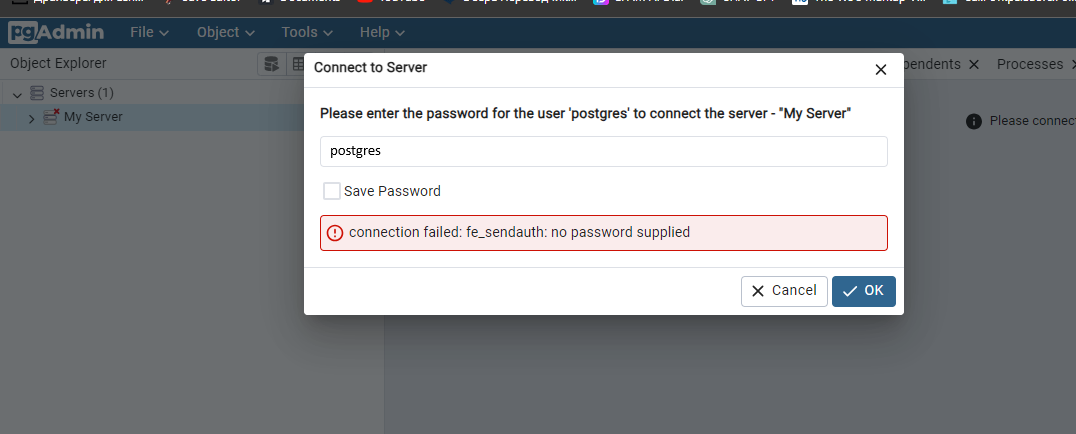 YouTube
pgAdmin File Object Tools Help
Object Explorer
Connect to Server
pendents Processes
Servers (1)
My Server
Please enter the password for the user 'postgres' to connect the server - "My Server"
Please connect
postgres
Save Password
connection failed: fe_sendauth: no password supplied
Cancel OK